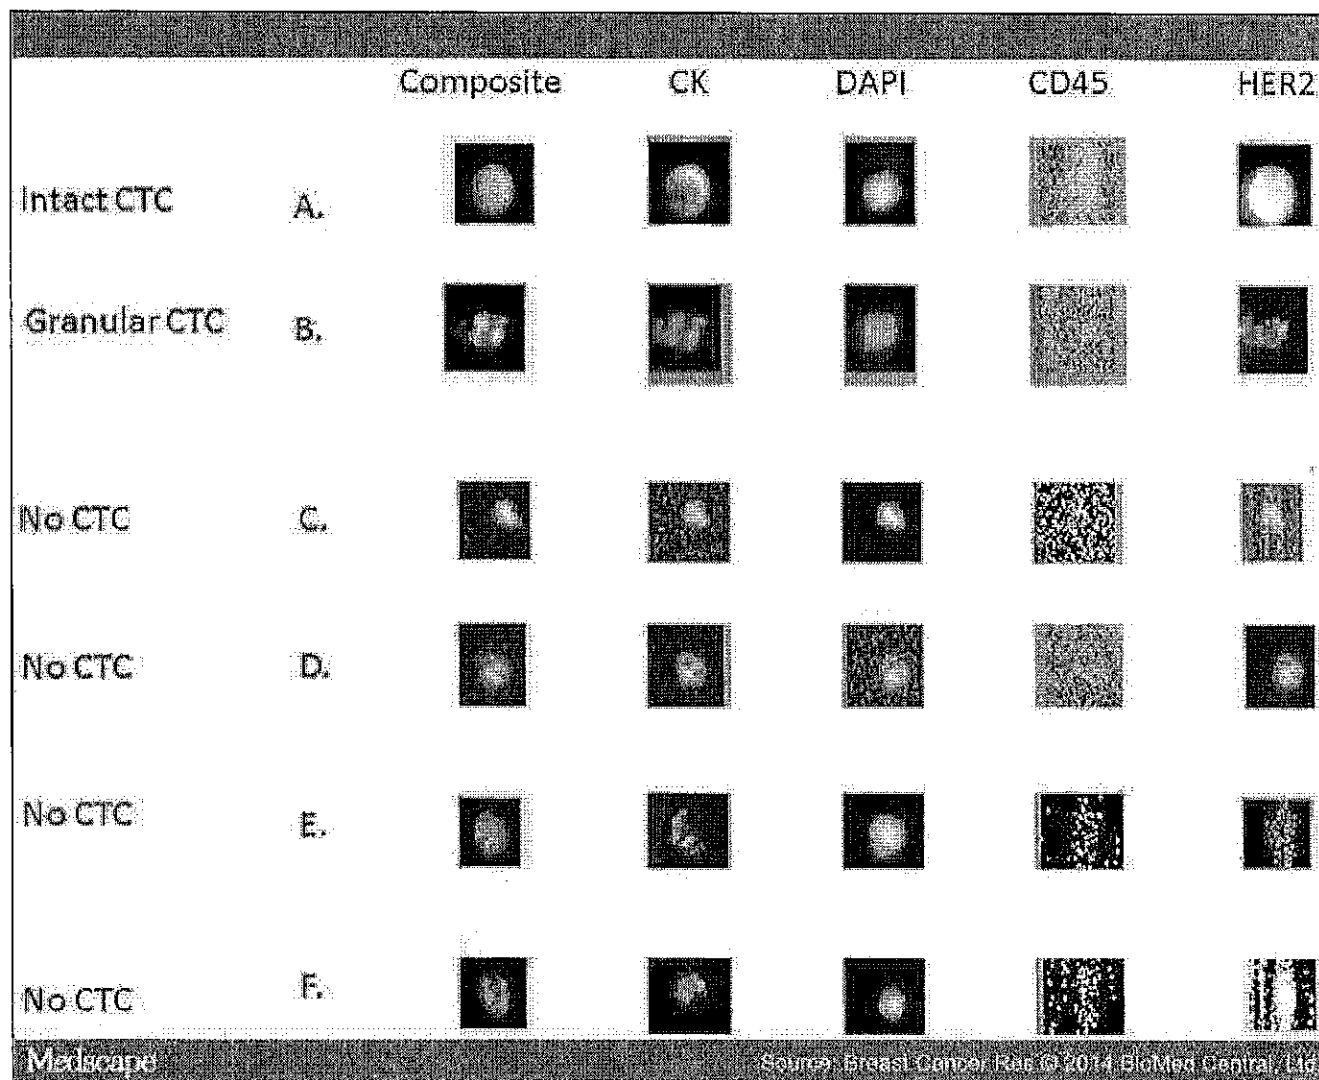 Composite CK DAPI CD45 HER2
Intact CTC A.
Granular CTC B.
No CTC C.
No CTC D.
No CTC E.
No CTC F.
Medscape
Source: Breast Cancer Res © 2014 BioMed Central, Ltd